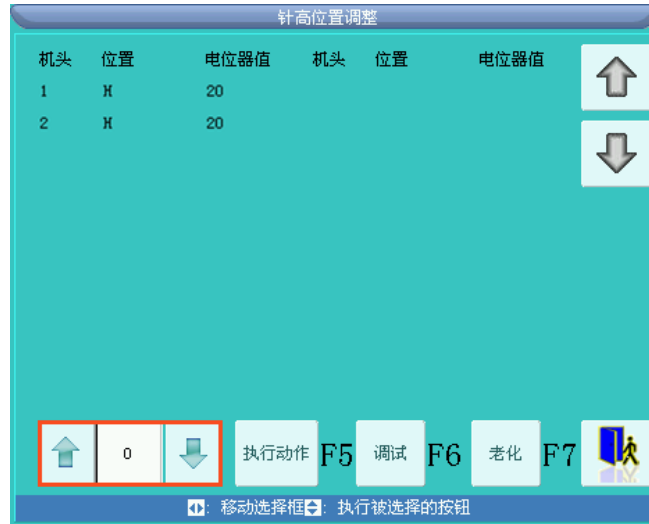 针高位置调整
机头 位置 电位器值 机头 位置 电位器值
1 H 20
2 H 20
0 执行动作 F5 调试 F6 老化 F7
: 移动选择框 : 执行被选择的按钮